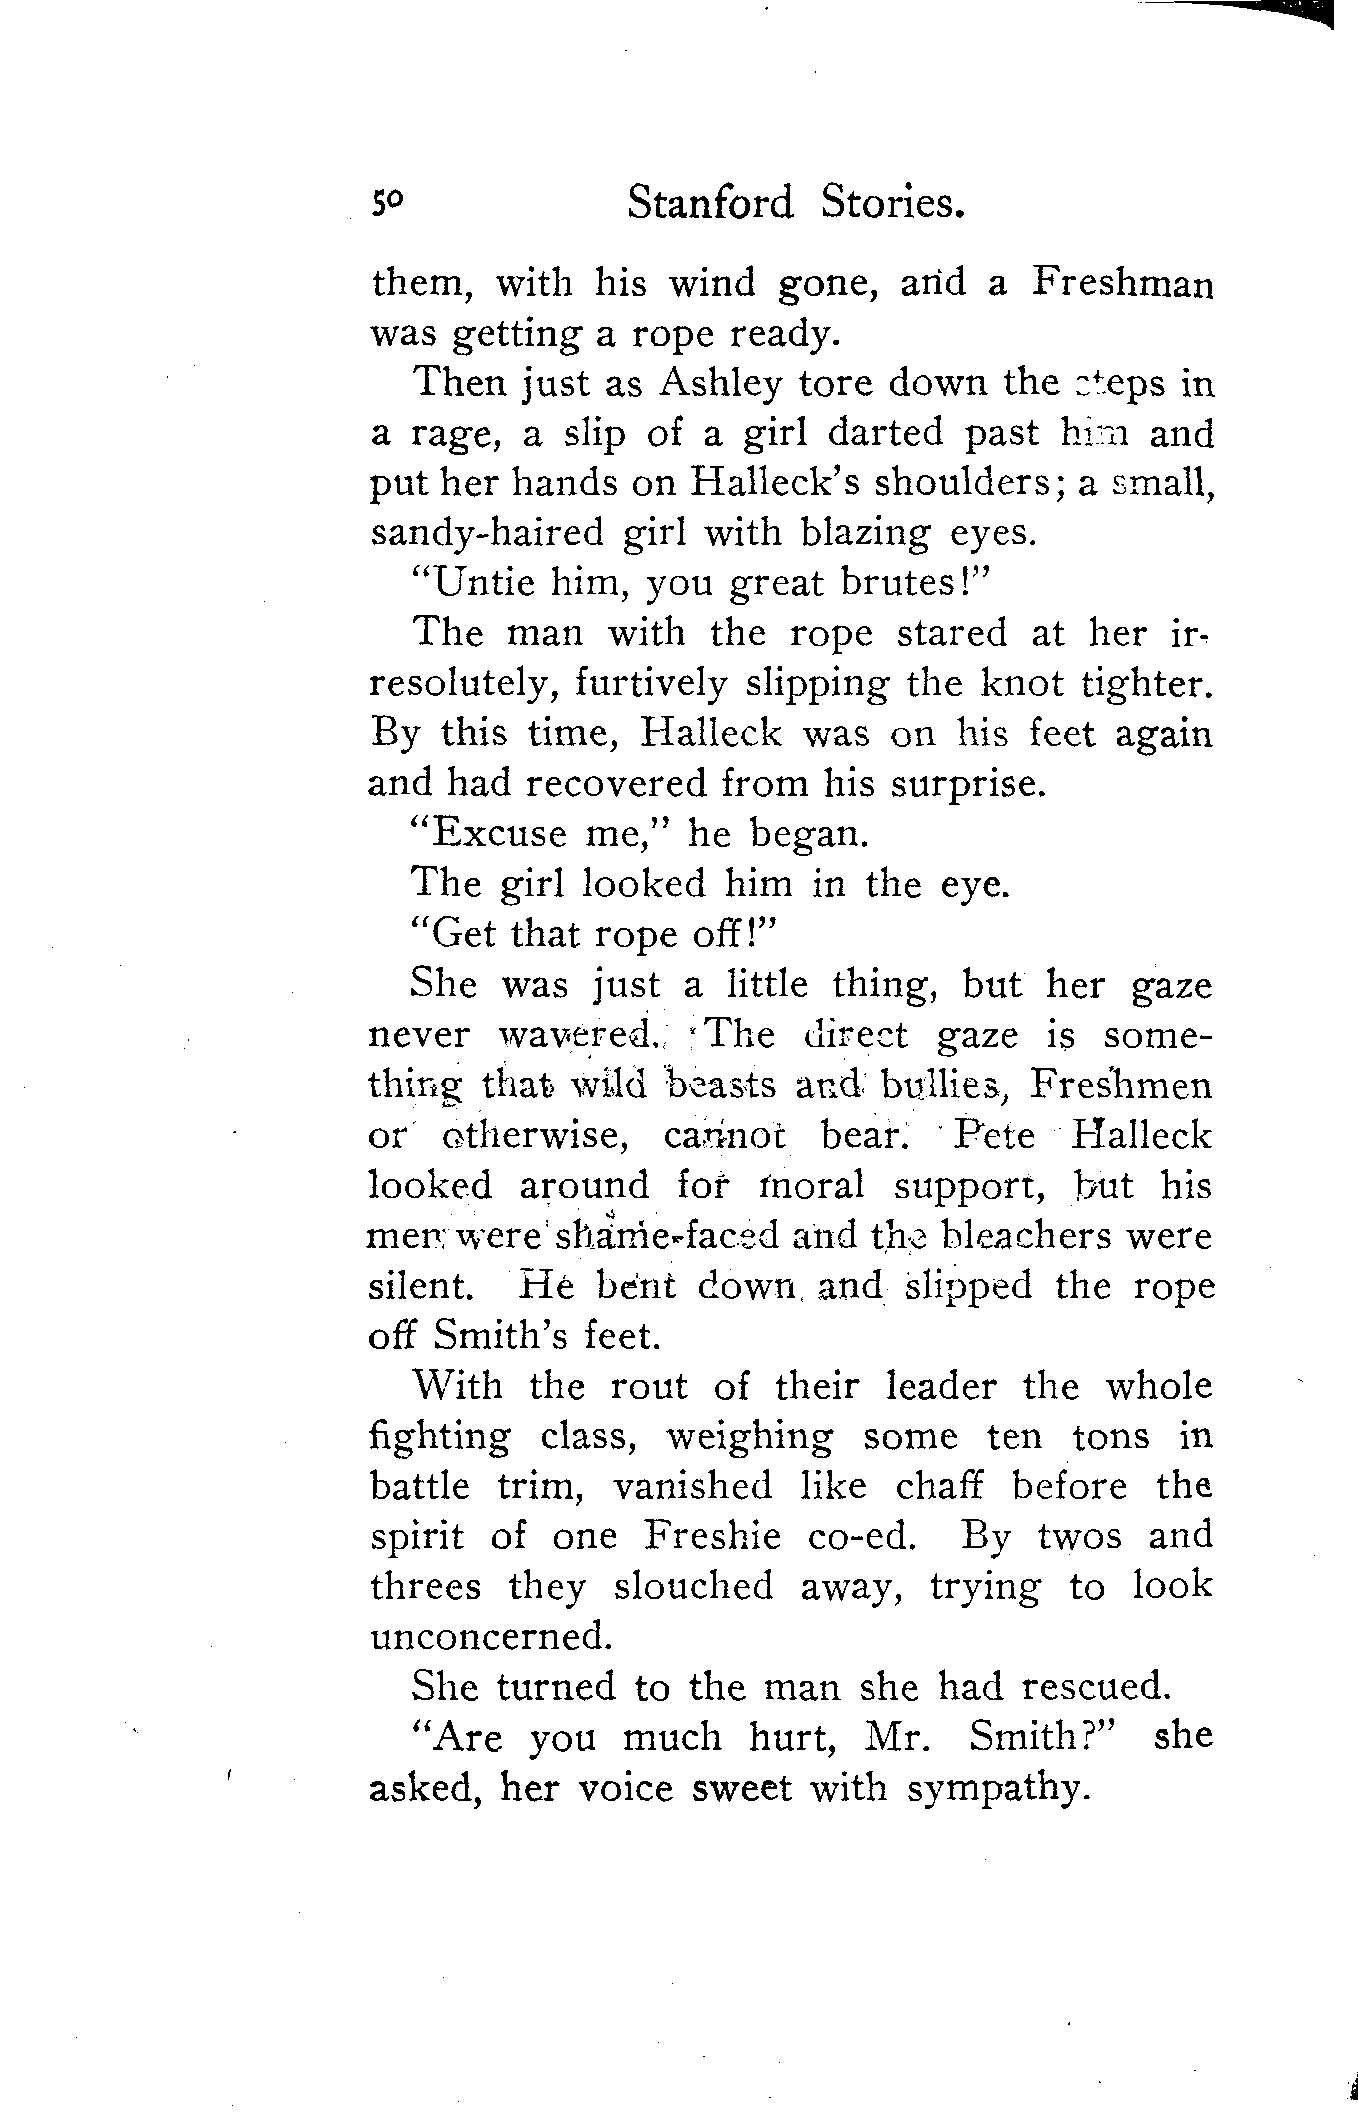 50 Stanford Stories.
them, with his wind gone, and a Freshman
was getting a rope ready.
Then just as Ashley tore down the steps in
a rage, a slip of a girl darted past him and
put her hands on Halleck's shoulders; a small,
sandy-haired girl with blazing eyes.
"Untie him, you great brutes!"
The man with the rope stared at her ir-
resolutely, furtively slipping the knot tighter.
By this time, Halleck was on his feet again
and had recovered from his surprise.
"Excuse me," he began.
The girl looked him in the eye.
"Get that rope off!"
She was just a little thing, but her gaze
never wavered. The direct gaze is some-
thing that wild beasts and bullies, Freshmen
or otherwise, cannot bear. Pete Halleck
looked around for moral support, but his
men were shame-faced and the bleachers were
silent. He bent down and slipped the rope
off Smith's feet.
With the rout of their leader the whole
fighting class, weighing some ten tons in
battle trim, vanished like chaff before the
spirit of one Freshie co-ed. By twos and
threes they slouched away, trying to look
unconcerned.
She turned to the man she had rescued.
"Are you much hurt, Mr. Smith?" she
asked, her voice sweet with sympathy.